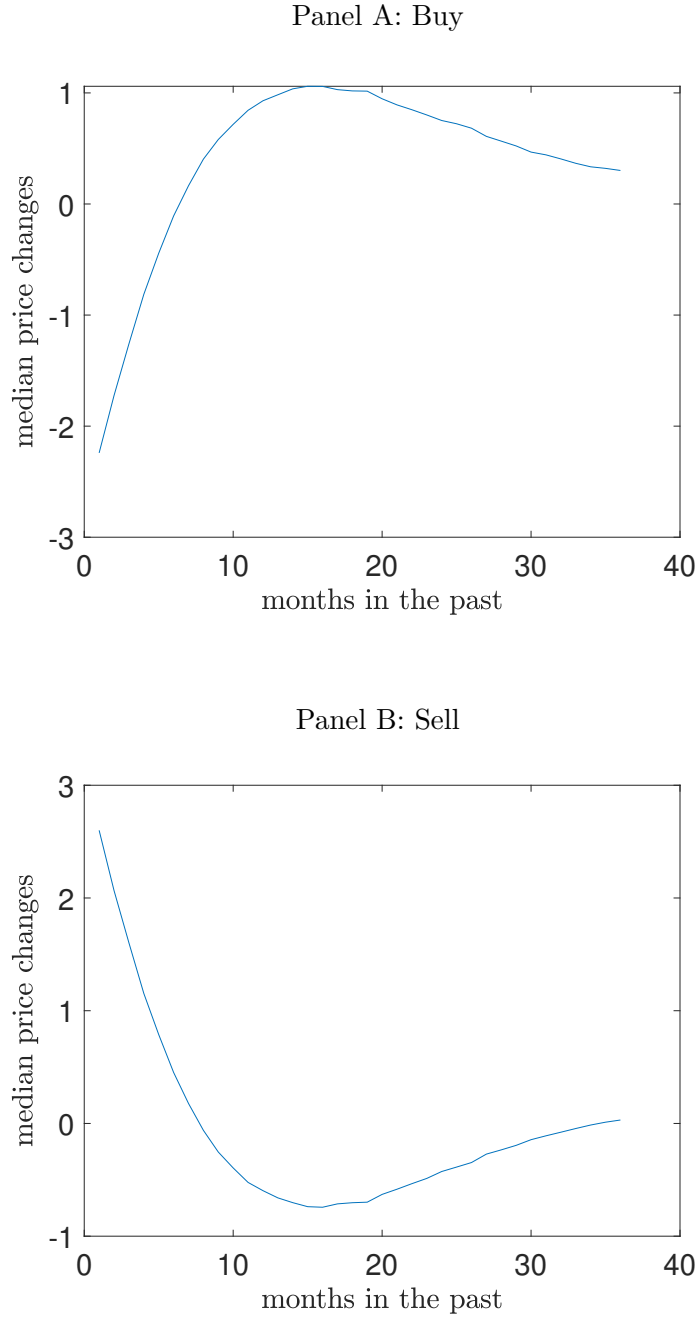 Panel A: Buy
median price changes
1
0
-1
-2
-3
0 10 20 30 40
months in the past
Panel B: Sell
median price changes
3
2
1
0
-1
0 10 20 30 40
months in the past